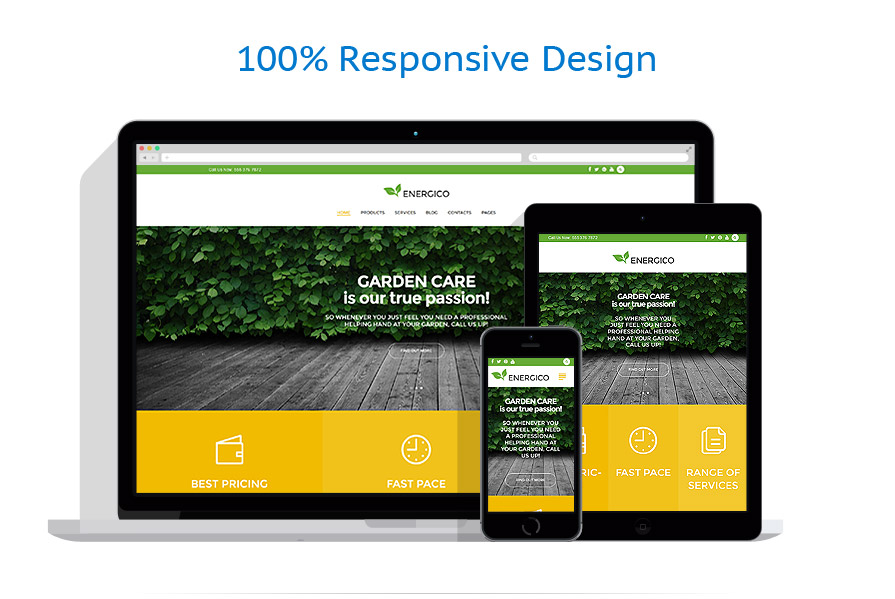 100% Responsive Design
Call Us Now: 555 376 7872
ENERGICO
HOME PRODUCTS SERVICES BLOG CONTACTS PAGES
GARDEN CARE
is our true passion!
SO WHENEVER YOU JUST FEEL YOU NEED A PROFESSIONAL
HELPING HAND AT YOUR GARDEN, CALL US UP!
FIND OUT MORE
BEST PRICING
FAST PACE
Call Us Now: 555 376 7872
ENERGICO
GARDEN CARE
is our true passion!
SO WHENEVER YOU
JUST FEEL YOU NEED A
PROFESSIONAL HELPING
HAND AT YOUR GARDEN,
CALL US UP!
FIND OUT MORE
RIC-
FAST PACE
RANGE OF
SERVICES
ENERGICO
GARDEN CARE
is our true passion!
SO WHENEVER YOU
JUST FEEL YOU NEED
A PROFESSIONAL
HELPING HAND AT
YOUR GARDEN, CALL
US UP!
FIND OUT MORE